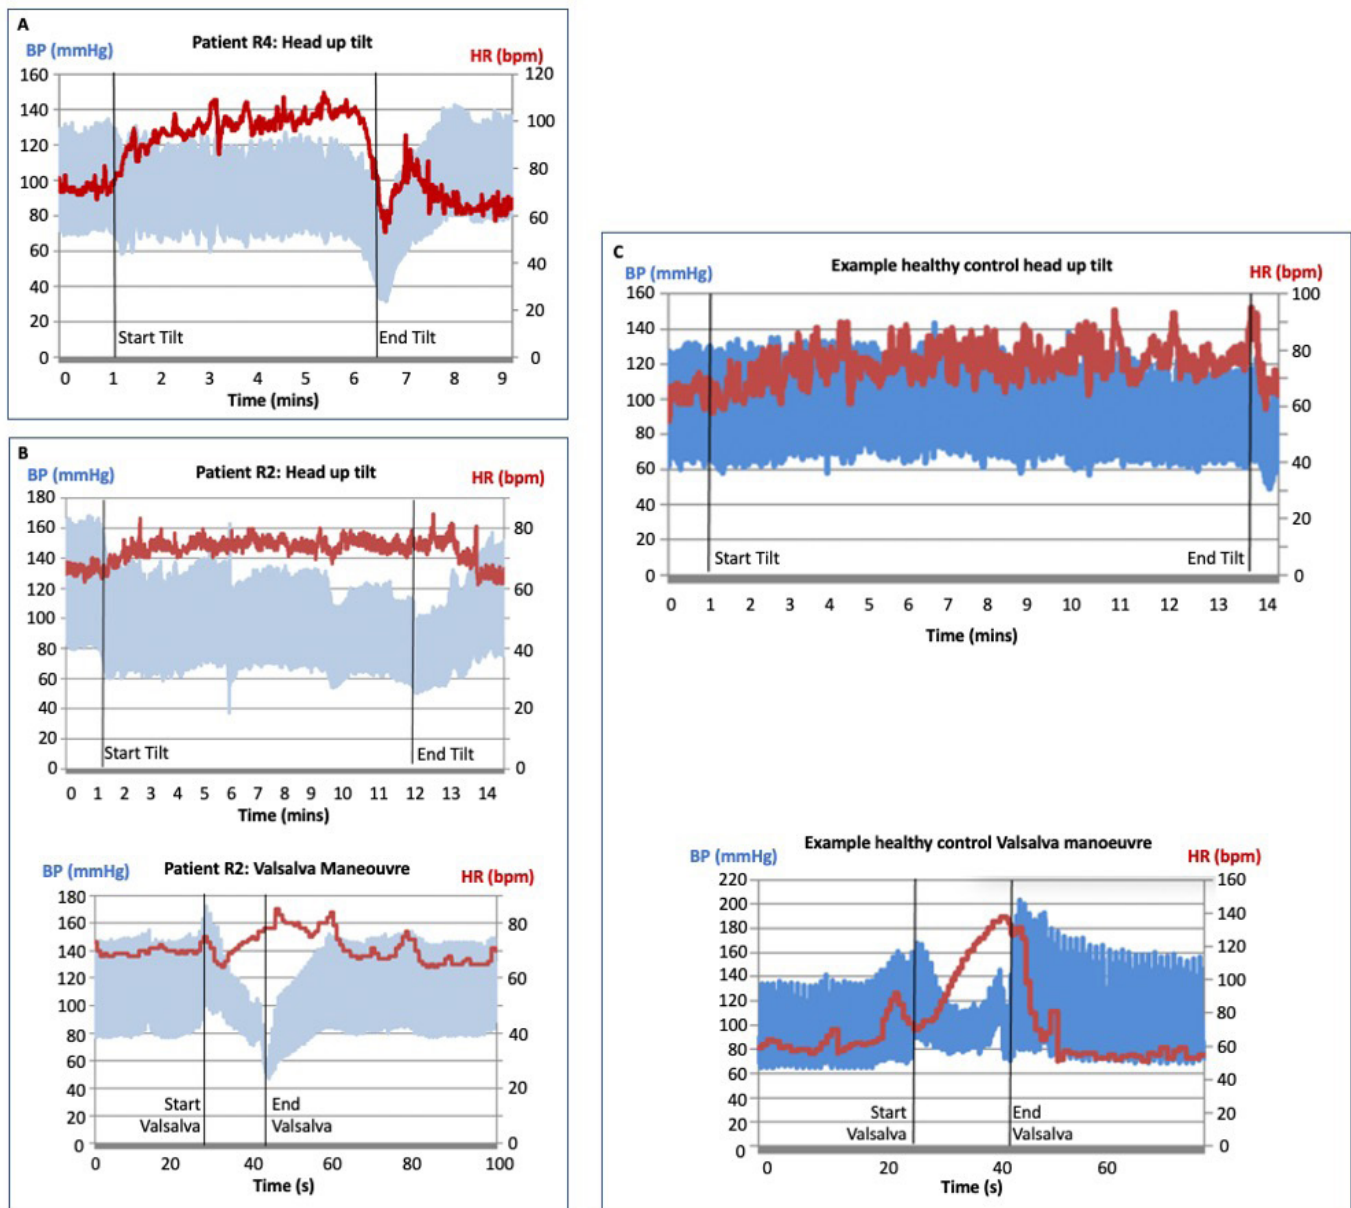 A
Patient R4: Head up tilt
BP (mmHg)
HR (bpm)
160
140
120
100
80
60
40
20
0
120
100
80
60
40
20
0
Start Tilt
End Tilt
0 1 2 3 4 5 6 7 8 9
Time (mins)
B
Patient R2: Head up tilt
BP (mmHg)
HR (bpm)
180
160
140
120
100
80
60
40
20
0
80
60
40
20
0
Start Tilt
End Tilt
0 1 2 3 4 5 6 7 8 9 10 11 12 13 14
Time (mins)
Patient R2: Valsalva Maneouvre
BP (mmHg)
HR (bpm)
180
160
140
120
100
80
60
40
20
0
80
60
40
20
0
Start
Valsalva
End
Valsalva
0 20 40 60 80 100
Time (s)
C
Example healthy control head up tilt
BP (mmHg)
HR (bpm)
160
140
120
100
80
60
40
20
0
100
80
60
40
20
0
Start Tilt
End Tilt
0 1 2 3 4 5 6 7 8 9 10 11 12 13 14
Time (mins)
Example healthy control Valsalva manoeuvre
BP (mmHg)
HR (bpm)
220
200
180
160
140
120
100
80
60
40
20
0
160
140
120
100
80
60
40
20
0
Start
Valsalva
End
Valsalva
0 20 40 60
Time (s)